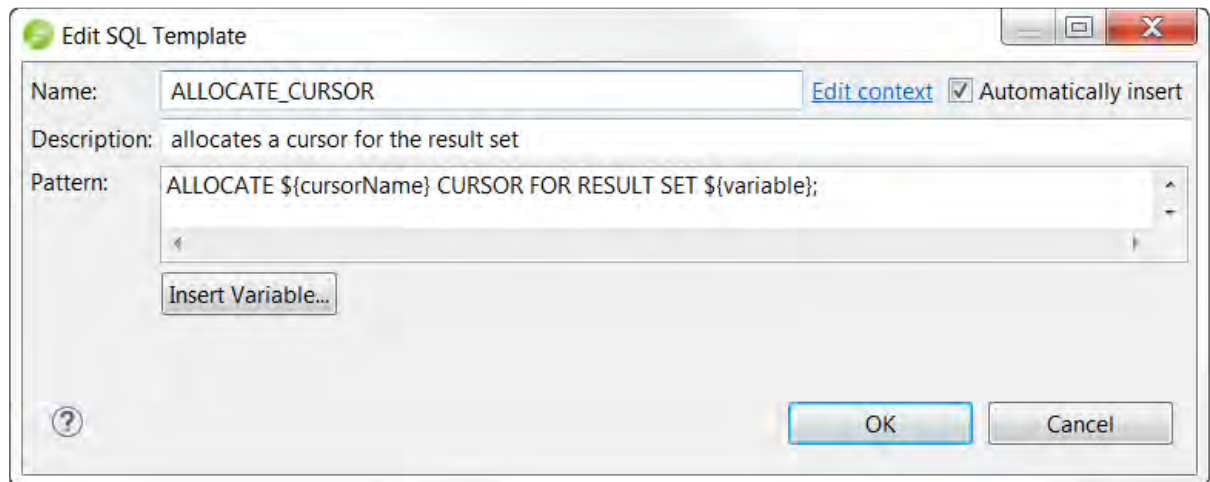 Edit SQL Template
Name: ALLOCATE_CURSOR Edit context Automatically insert
Description: allocates a cursor for the result set
Pattern: ALLOCATE ${cursorName} CURSOR FOR RESULT SET ${variable};
Insert Variable...
? OK Cancel